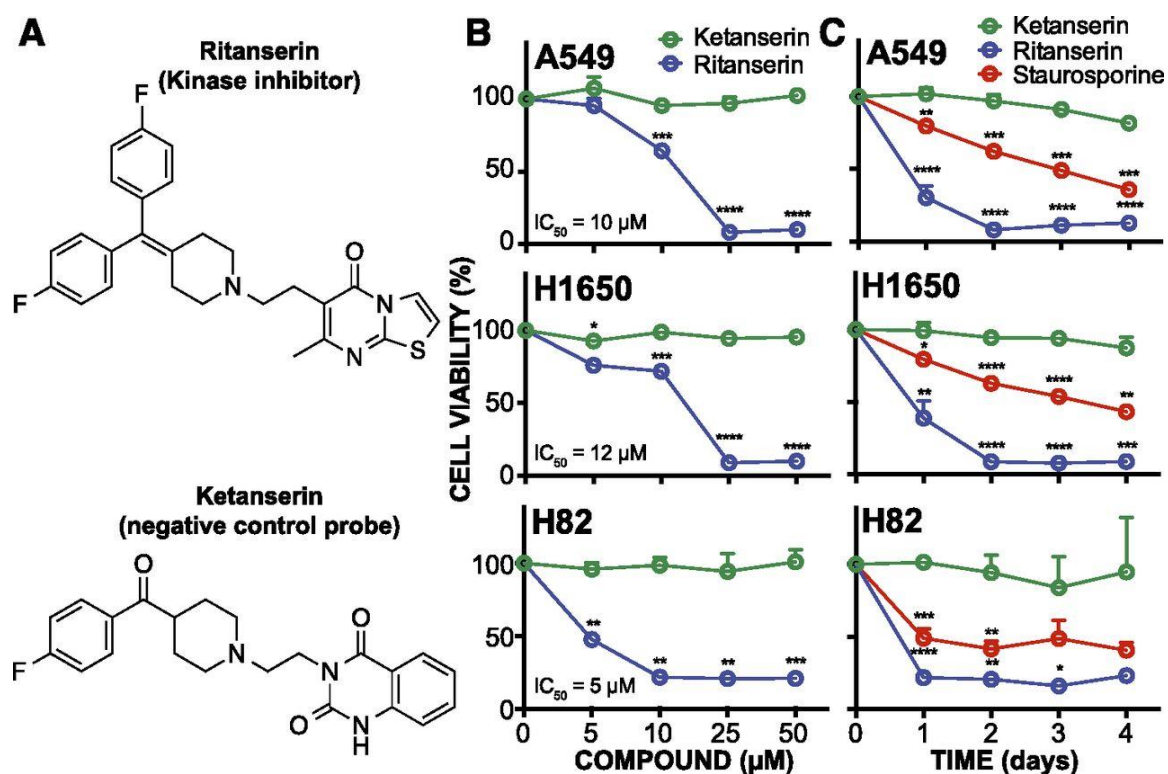 A
Ritanserin
(Kinase inhibitor)
F
F
N
O
N
N
S
Ketanserin
(negative control probe)
O
F
N
O
N
O
N
H
B
Ketanserin
Ritanserin
A549
100
50
0
***
****
****
IC50 = 10 µM
H1650
100
50
0
*
***
****
****
IC50 = 12 µM
H82
100
50
0
**
**
**
***
IC50 = 5 µM
CELL VIABILITY (%)
0 5 10 25 50
COMPOUND (µM)
C
Ketanserin
Ritanserin
Staurosporine
A549
**
***
***
***
****
****
****
****
H1650
*
****
****
**
**
****
****
***
H82
***
**
****
**
*
0 1 2 3 4
TIME (days)